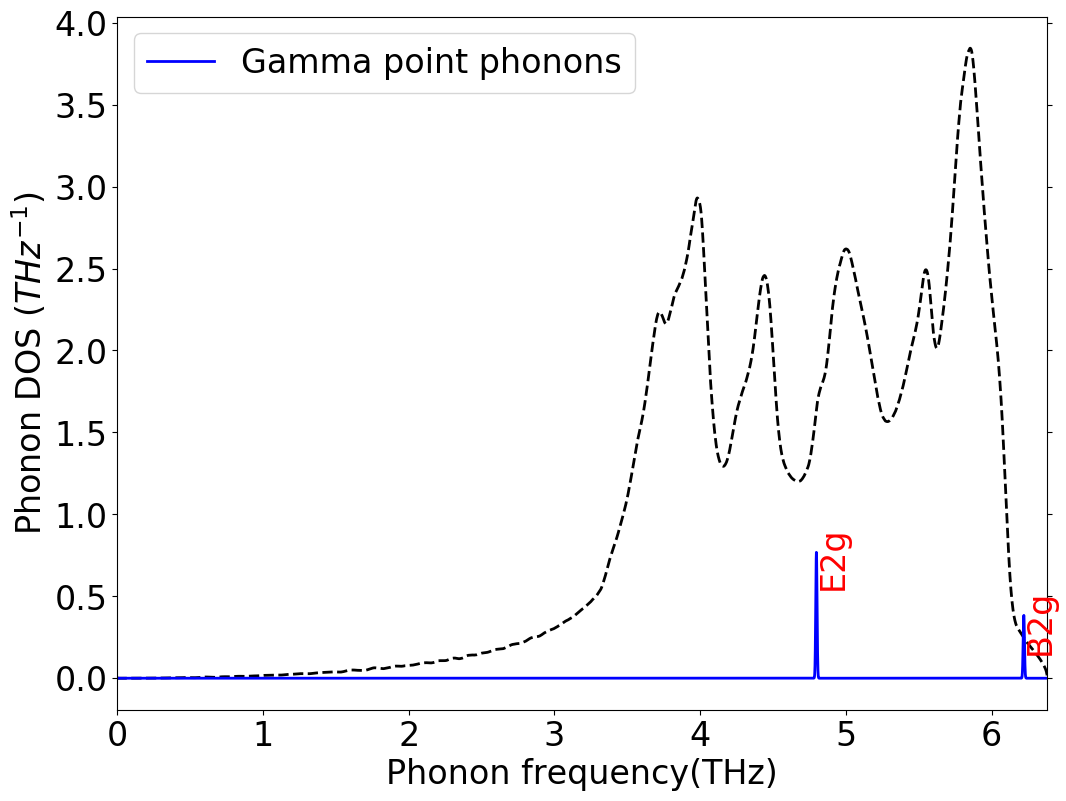 Gamma point phonons
4.0
3.5
3.0
2.5
2.0
1.5
1.0
0.5
0.0
Phonon DOS (THz⁻¹)
E2g
B2g
0 1 2 3 4 5 6
Phonon frequency(THz)